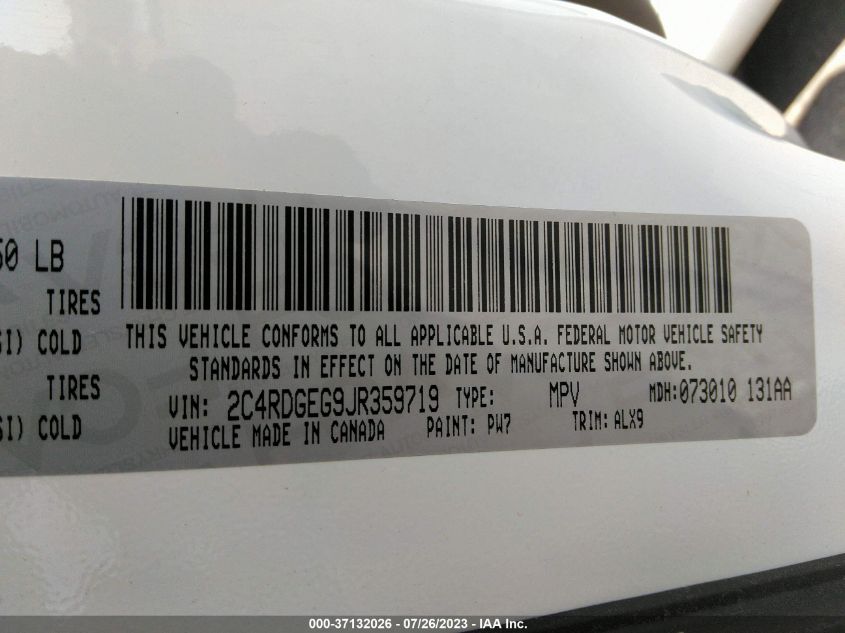 50 LB
TIRES
SI) COLD
TIRES
SI) COLD
THIS VEHICLE CONFORMS TO ALL APPLICABLE U.S.A. FEDERAL MOTOR VEHICLE SAFETY
STANDARDS IN EFFECT ON THE DATE OF MANUFACTURE SHOWN ABOVE.
VIN: 2C4RDGEG9JR359719 TYPE: MPV MDH:073010 131AA
VEHICLE MADE IN CANADA PAINT: PW7 TRIM: ALX9
000-37132026 - 07/26/2023 - IAA Inc.